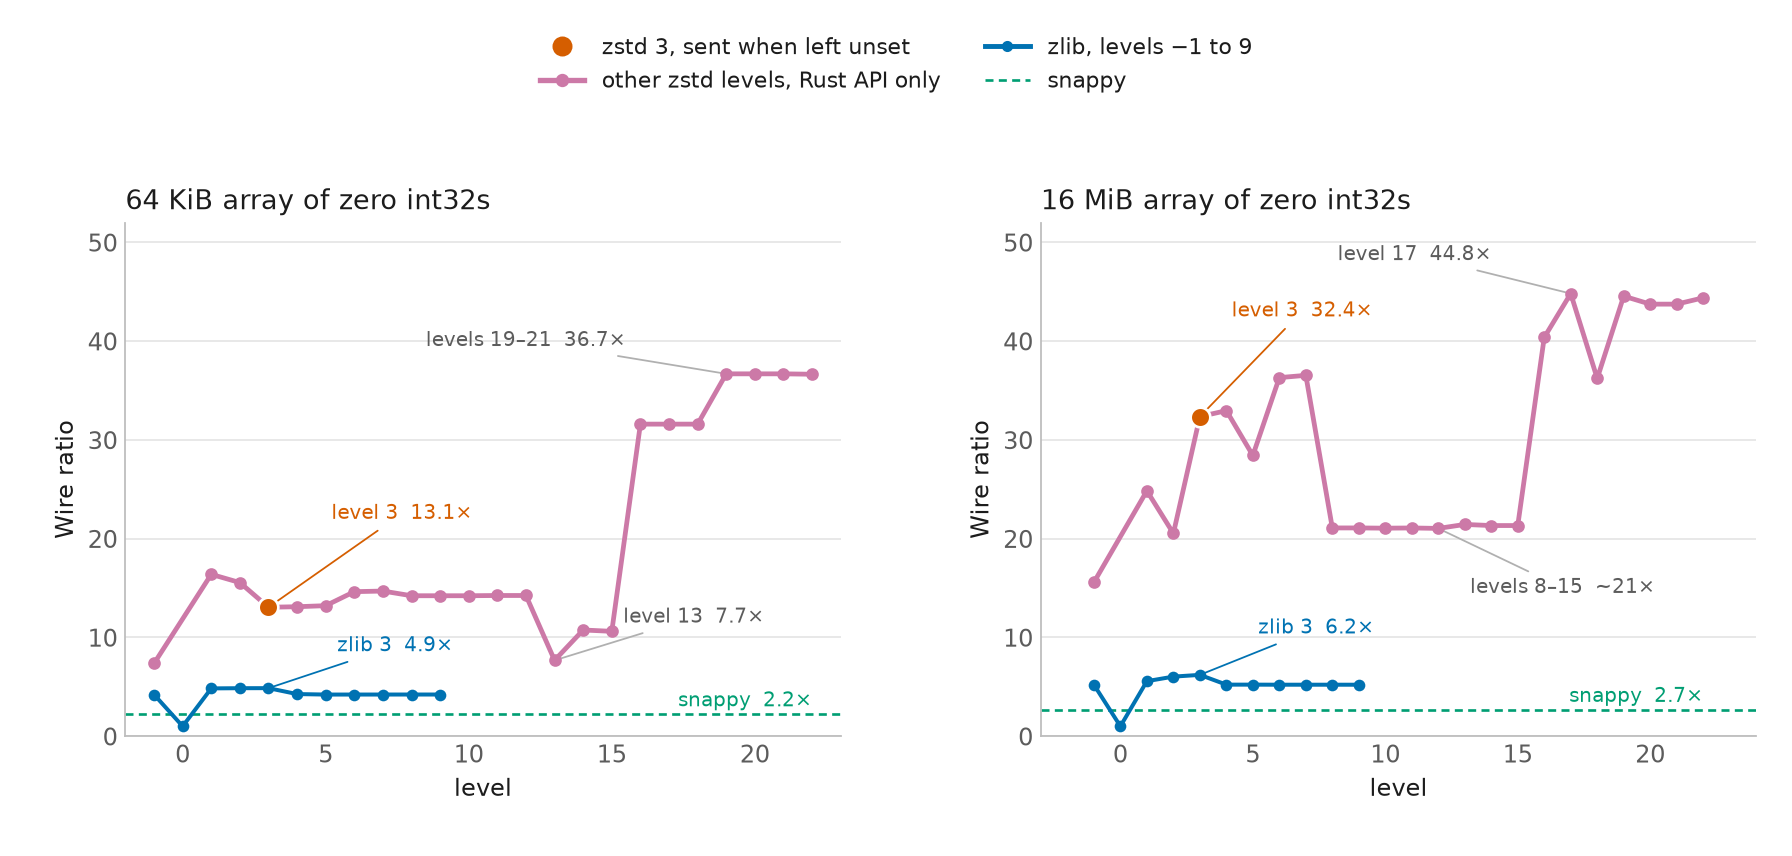 zstd 3, sent when left unset
other zstd levels, Rust API only
zlib, levels −1 to 9
snappy
64 KiB array of zero int32s
50
40
30
20
10
0
Wire ratio
levels 19–21  36.7×
level 3  13.1×
level 13  7.7×
zlib 3  4.9×
snappy  2.2×
0 5 10 15 20
level
16 MiB array of zero int32s
50
40
30
20
10
0
Wire ratio
level 17  44.8×
level 3  32.4×
levels 8–15  ~21×
zlib 3  6.2×
snappy  2.7×
0 5 10 15 20
level